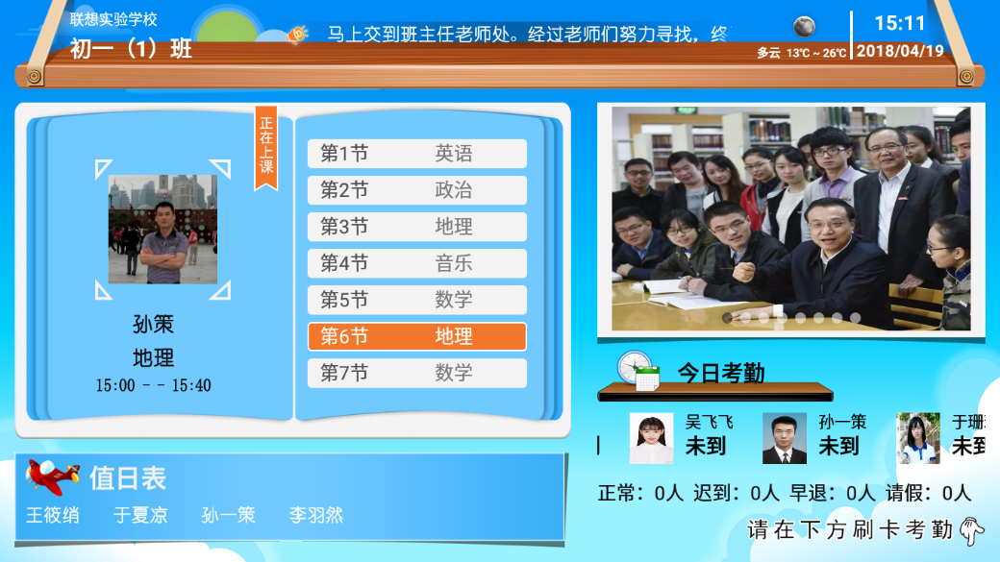 联想实验学校
初一（1）班
马上交到班主任老师处。经过老师们努力寻找，终
多云 13℃ ~ 26℃
15:11
2018/04/19
正在上课
孙策
地理
15:00 - - 15:40
第1节 英语
第2节 政治
第3节 地理
第4节 音乐
第5节 数学
第6节 地理
第7节 数学
今日考勤
吴飞飞
未到
孙一策
未到
于珊
未到
正常：0人 迟到：0人 早退：0人 请假：0人
请在下方刷卡考勤
值日表
王筱绡 于夏凉 孙一策 李羽然